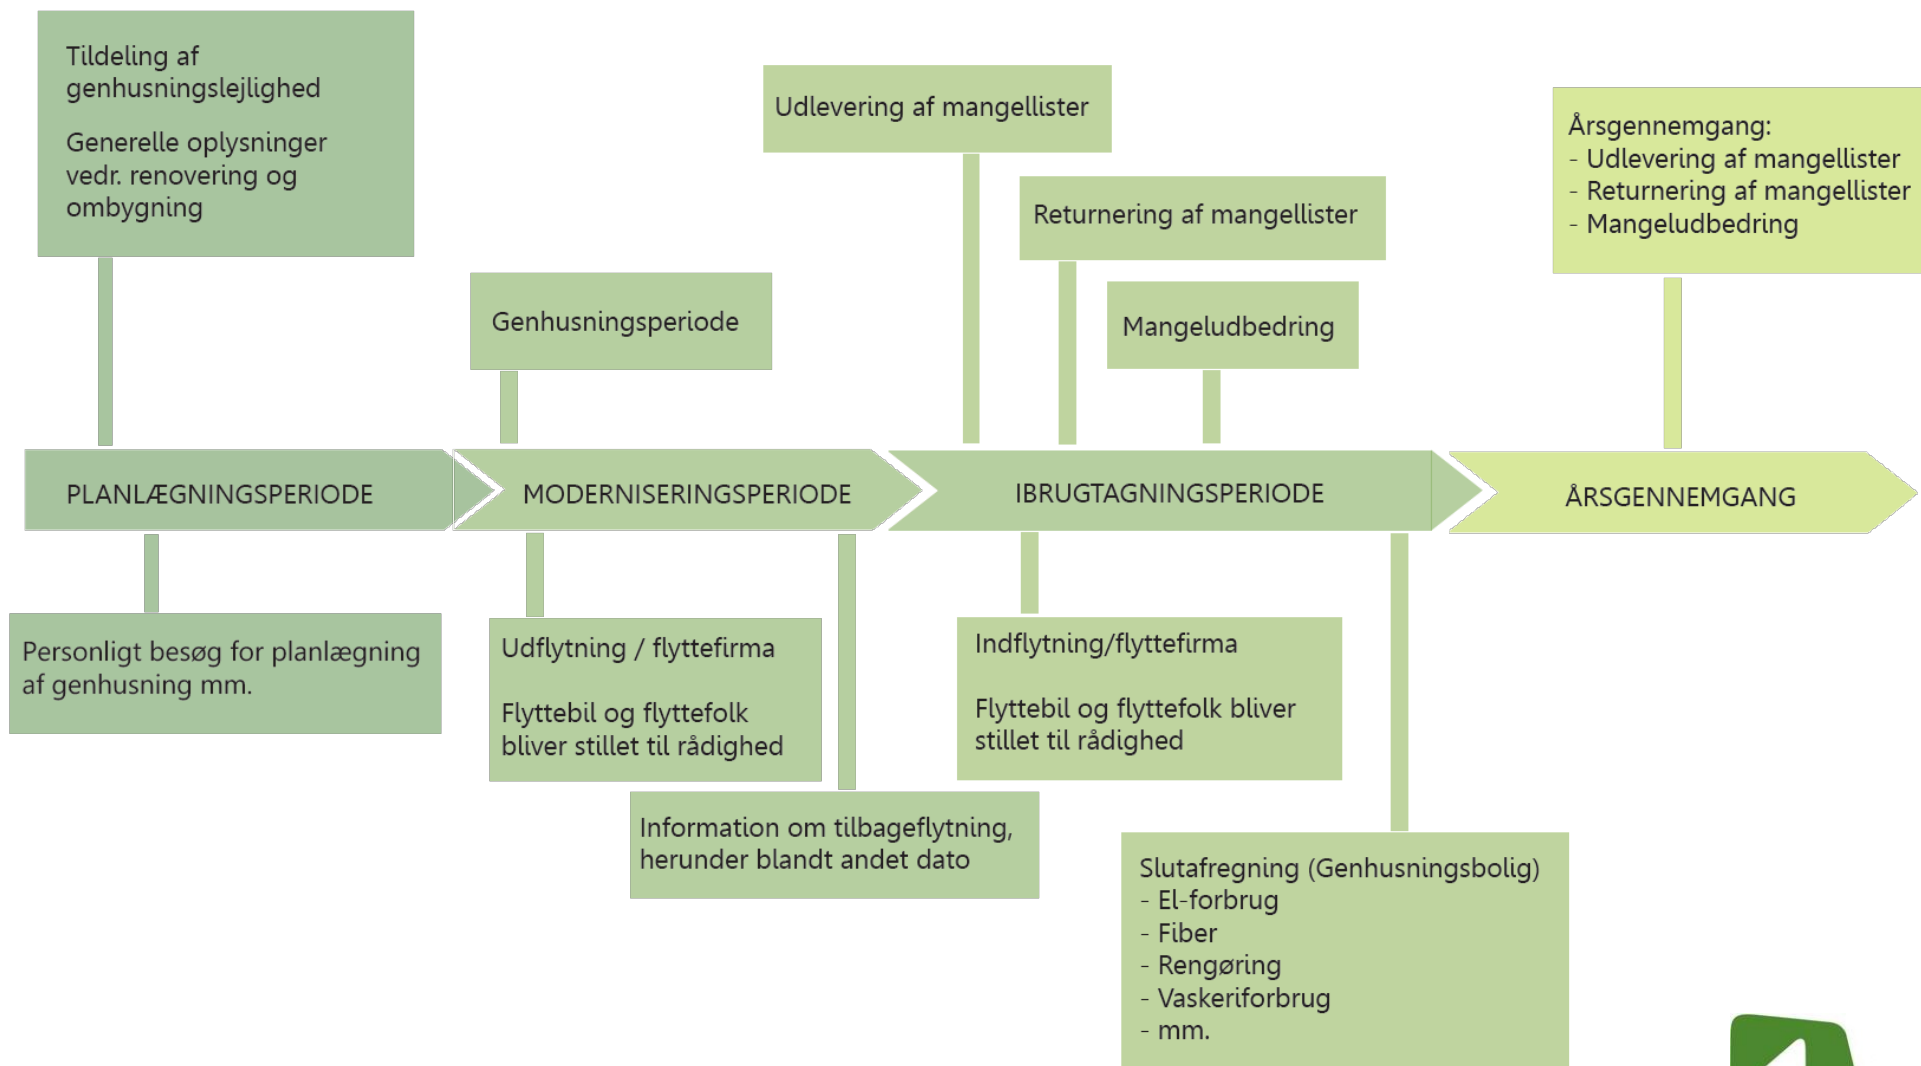 Tildeling af
genhusningslejlighed
Generelle oplysninger
vedr. renovering og
ombygning
Udlevering af mangellister
Returnering af mangellister
Mangeludbedring
Årsgennemgang:
- Udlevering af mangellister
- Returnering af mangellister
- Mangeludbedring
Genhusningsperiode
PLANLÆGNINGSPERIODE
MODERNISERINGSPERIODE
IBRUGTAGNINGSPERIODE
ÅRSGENNEMGANG
Personligt besøg for planlægning
af genhusning mm.
Udflytning / flyttefirma
Flyttebil og flyttefolk
bliver stillet til rådighed
Information om tilbageflytning,
herunder blandt andet dato
Indflytning/flyttefirma
Flyttebil og flyttefolk bliver
stillet til rådighed
Slutafregning (Genhusningsbolig)
- El-forbrug
- Fiber
- Rengøring
- Vaskeriforbrug
- mm.